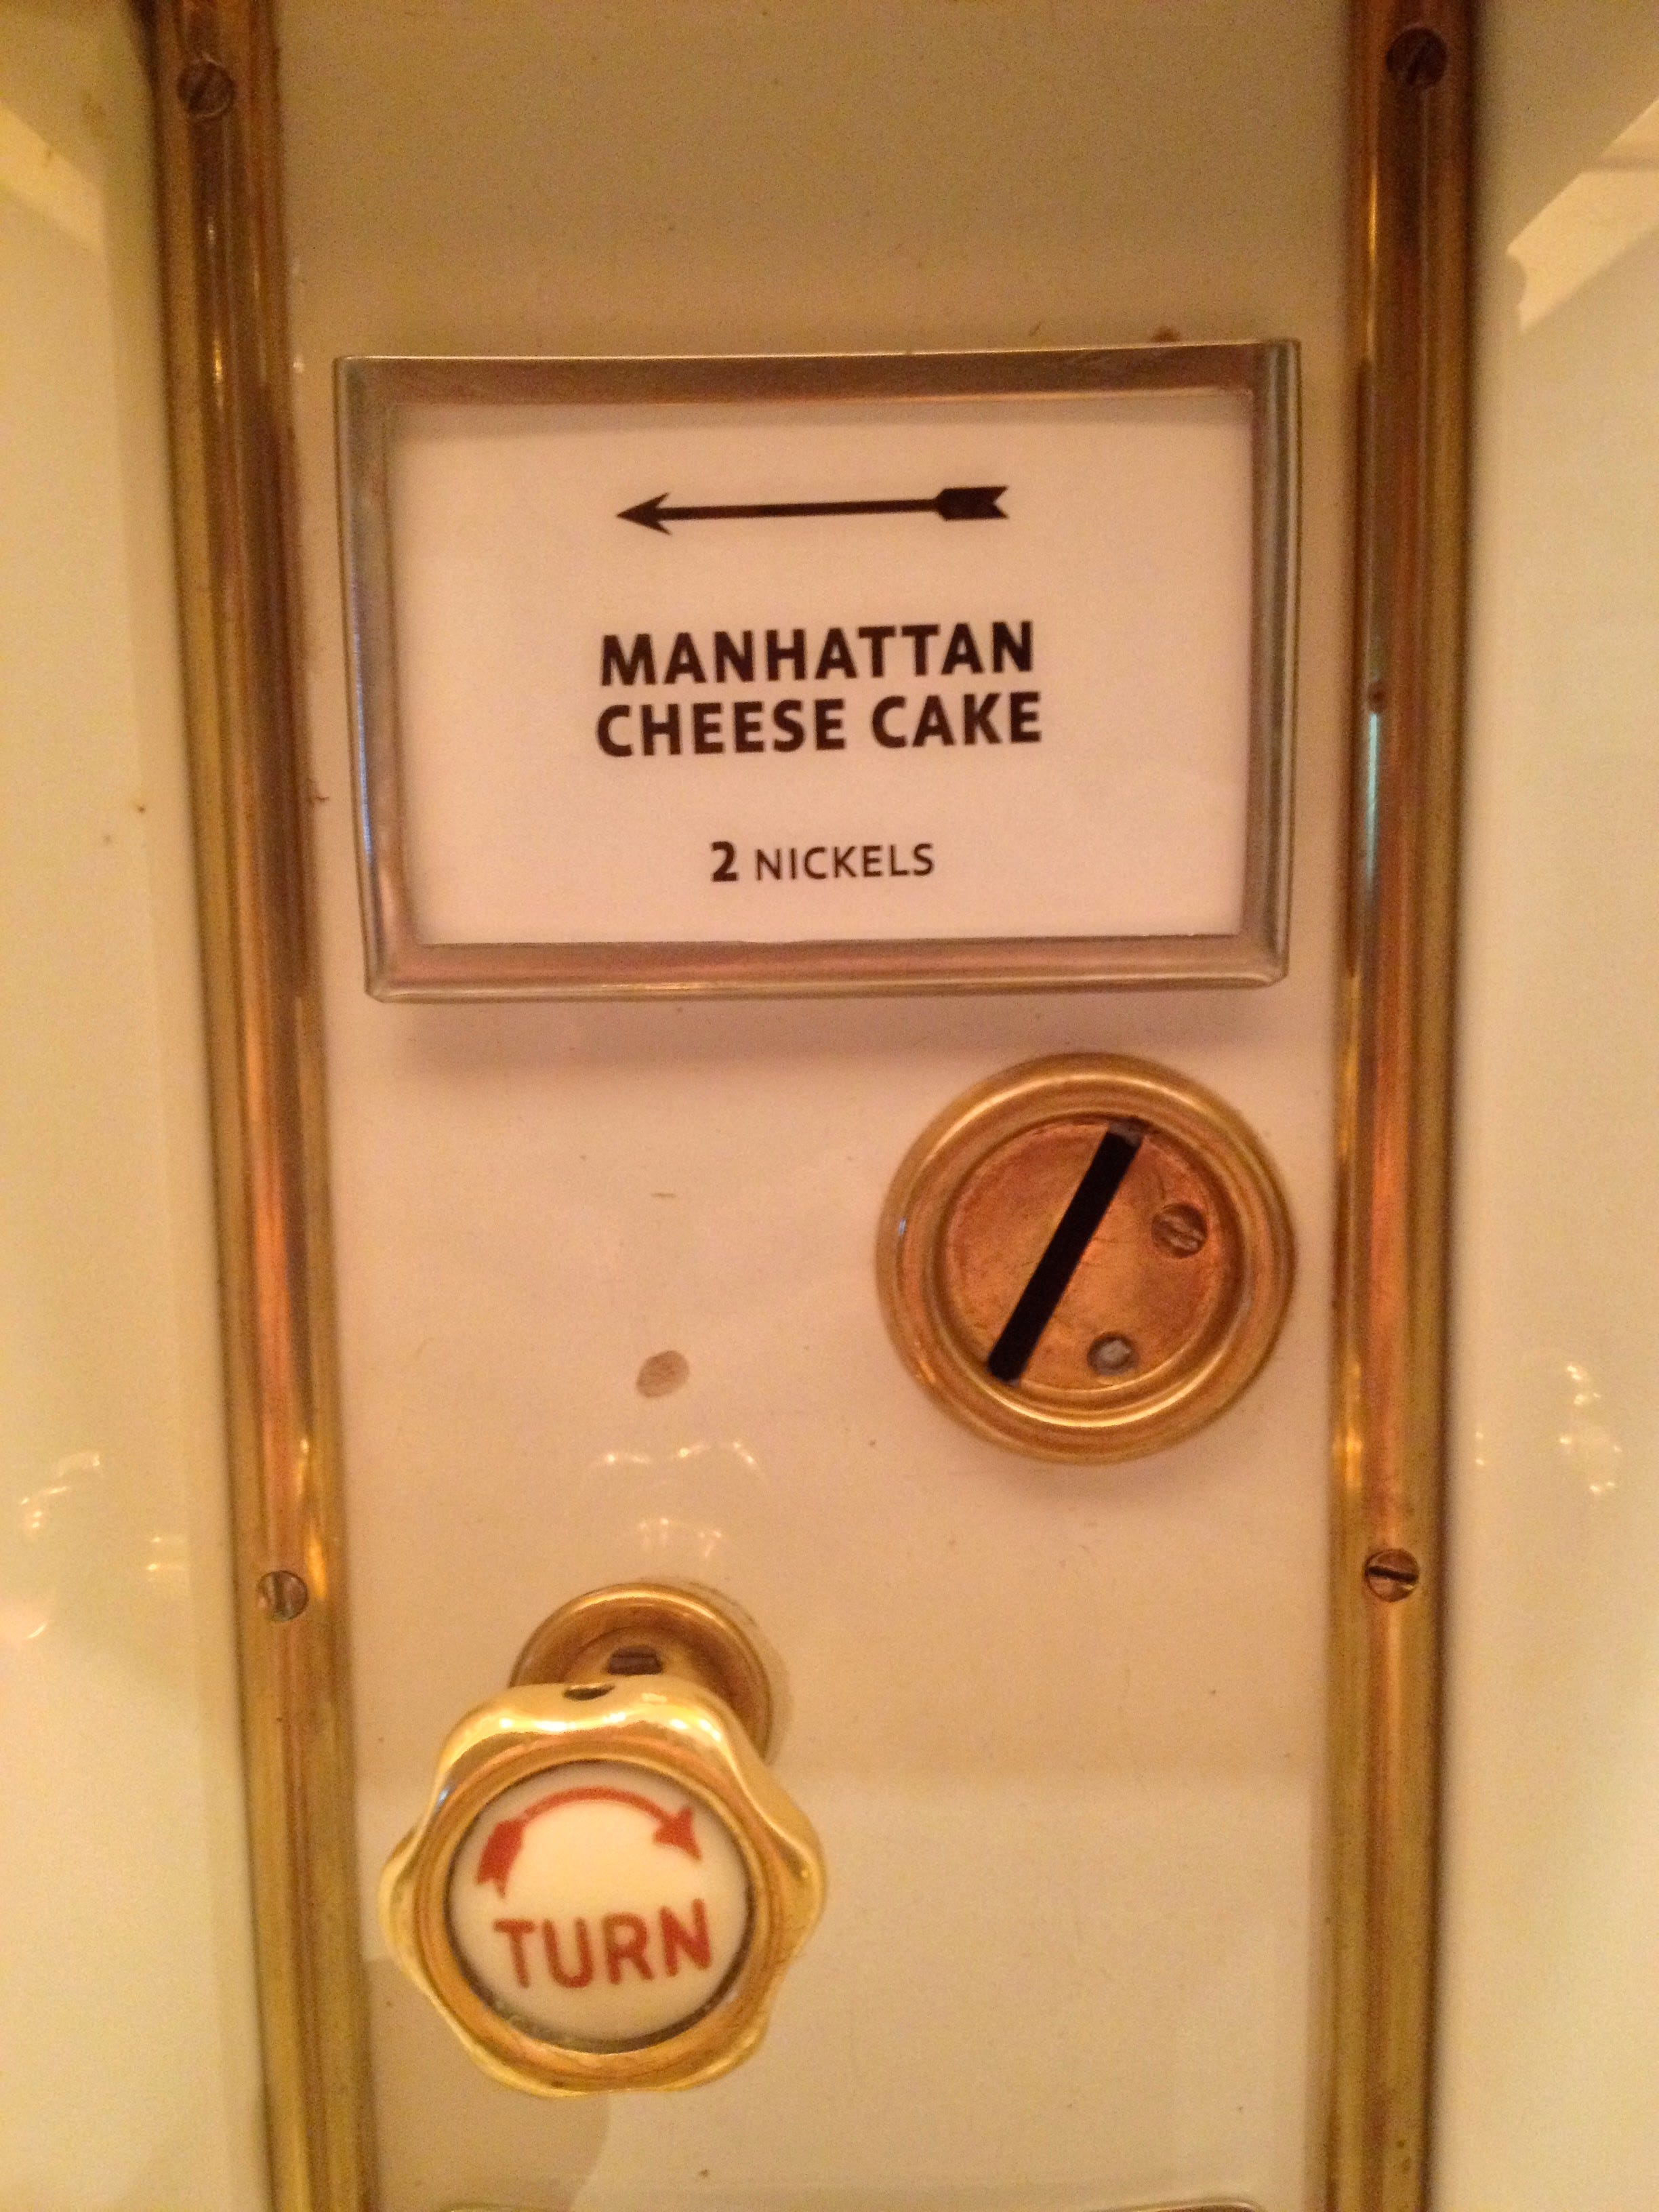 MANHATTAN
CHEESE CAKE
2 NICKELS
TURN